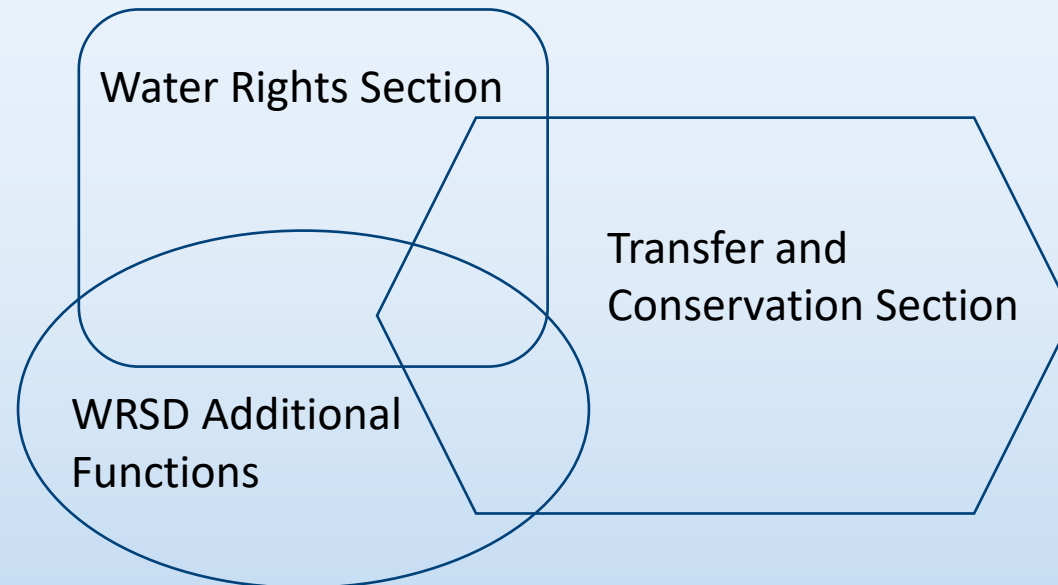 Water Rights Section
Transfer and
Conservation Section
WRSD Additional
Functions